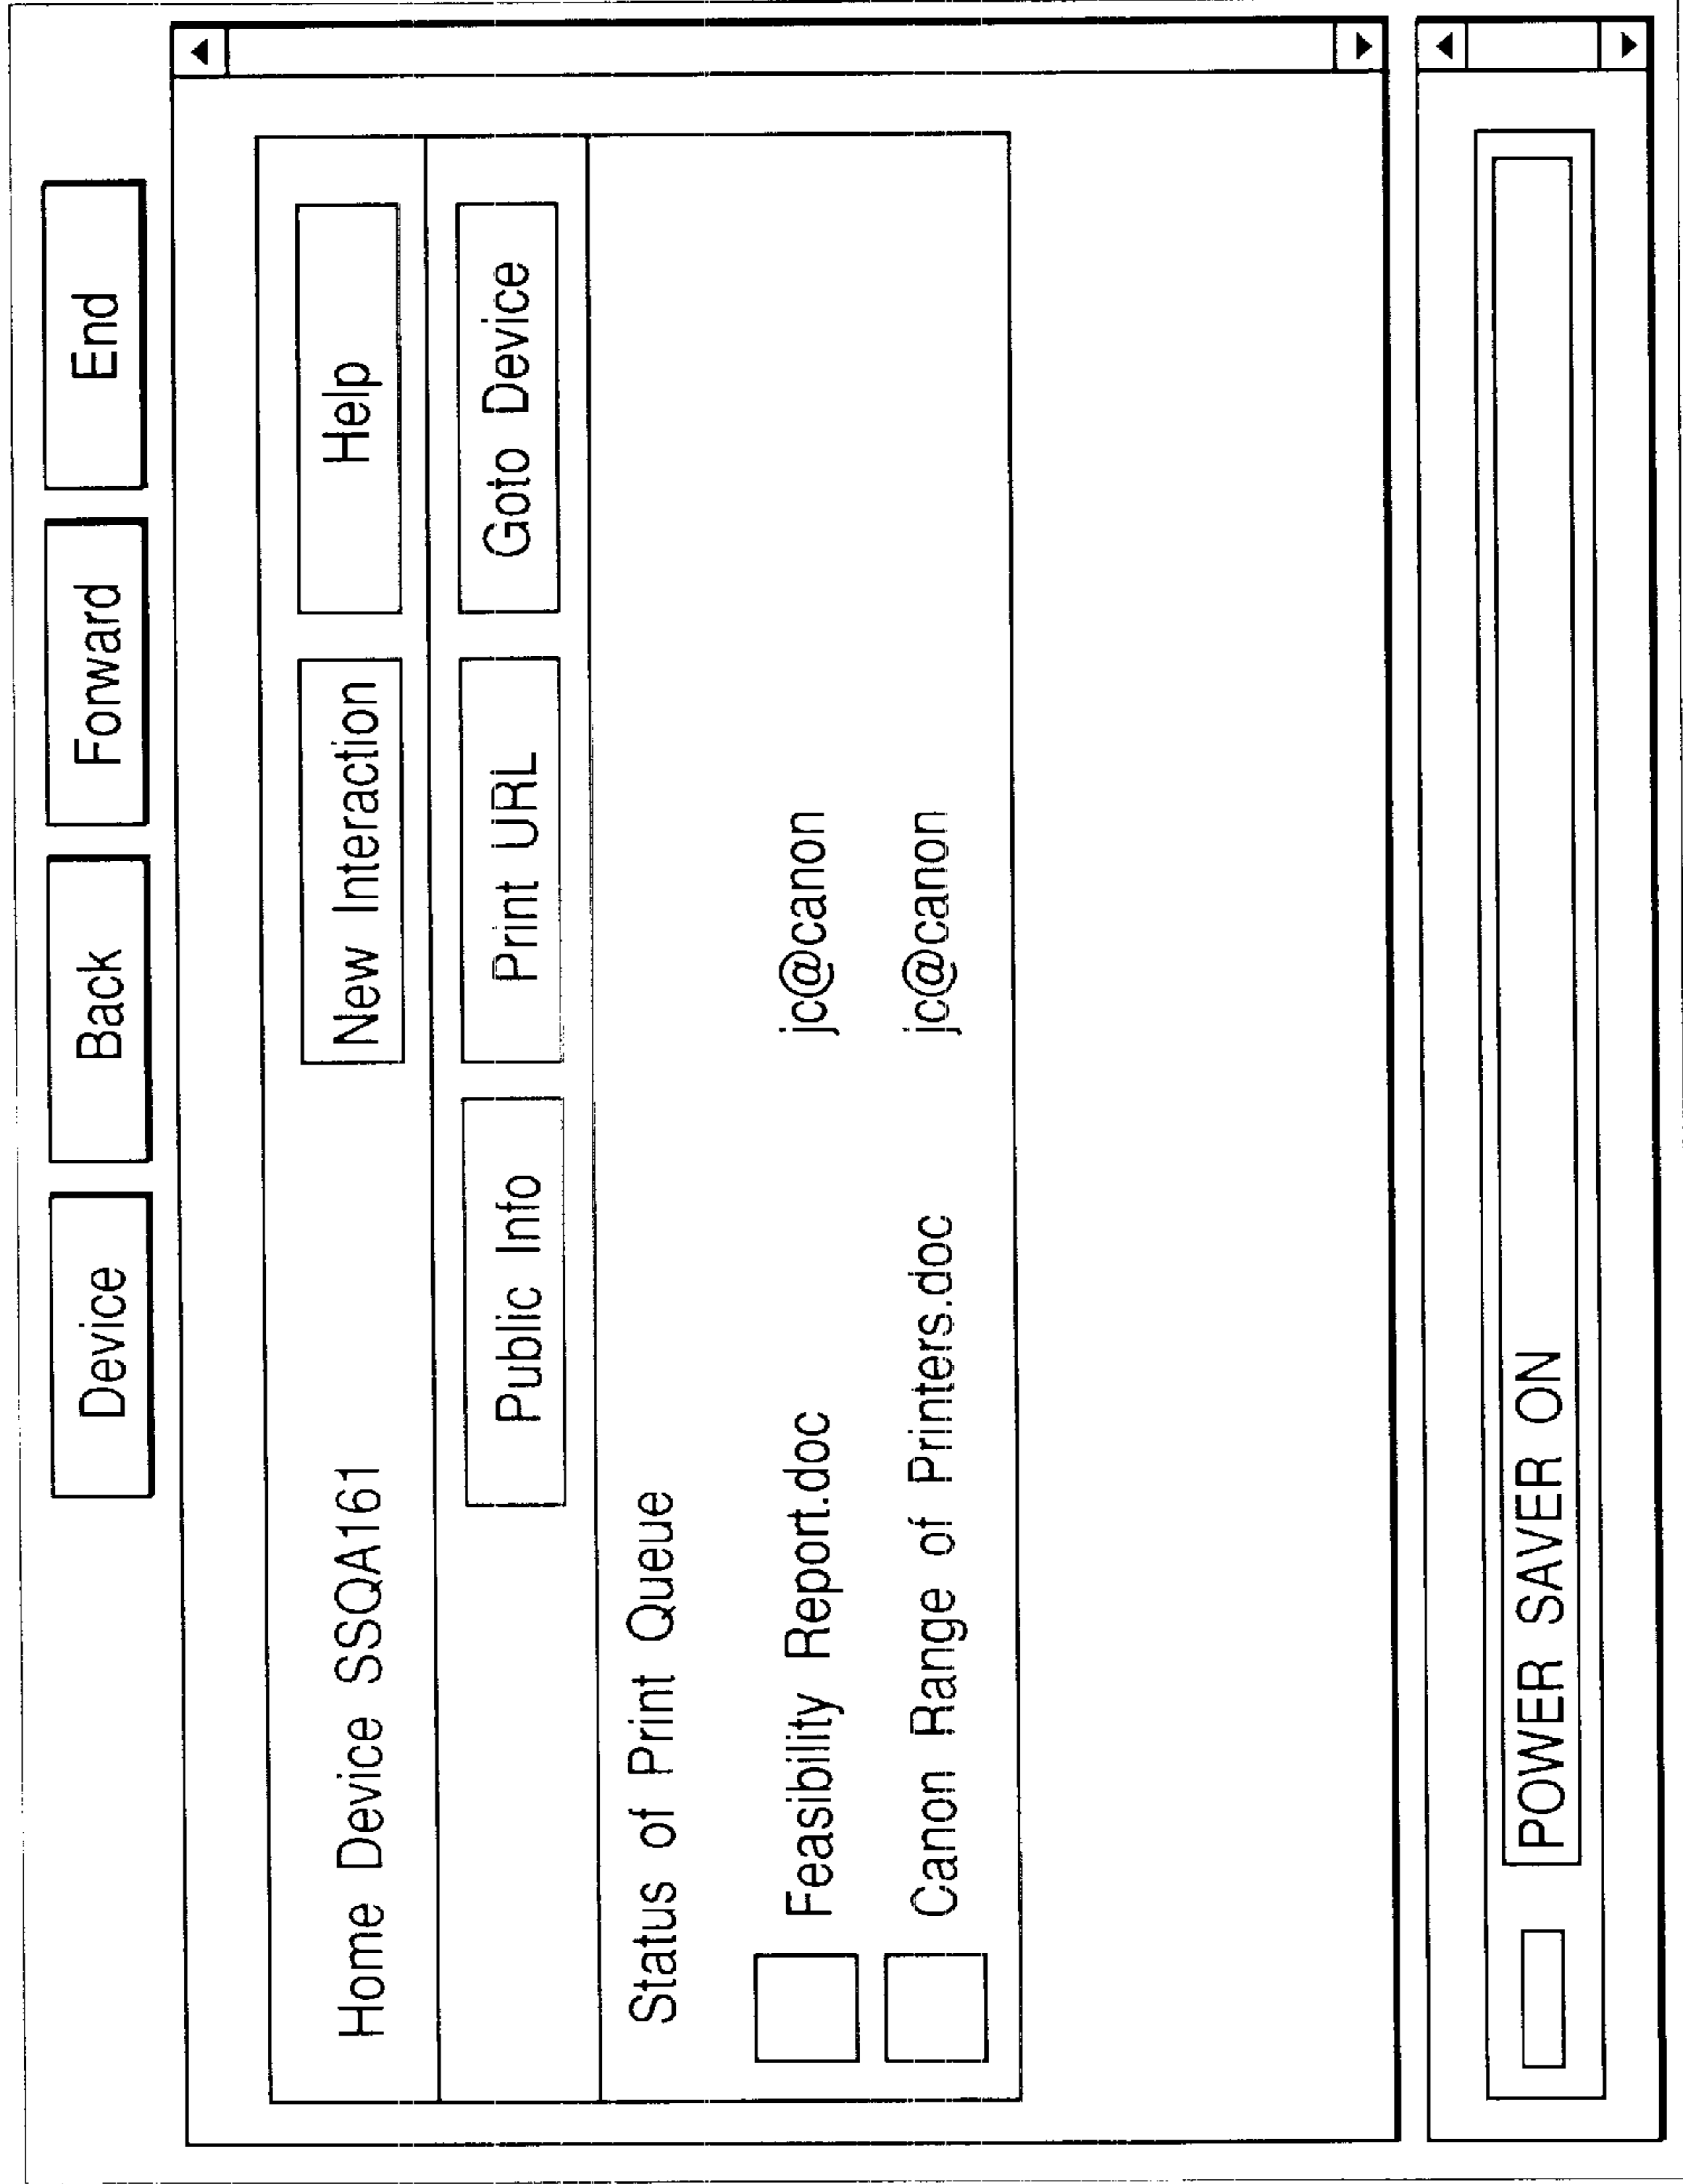 Device Back Forward End
Home Device SSQA161 New Interaction Help
Public Info Print URL Goto Device
Status of Print Queue
Feasibility Report.doc jc@canon
Canon Range of Printers.doc jc@canon
POWER SAVER ON